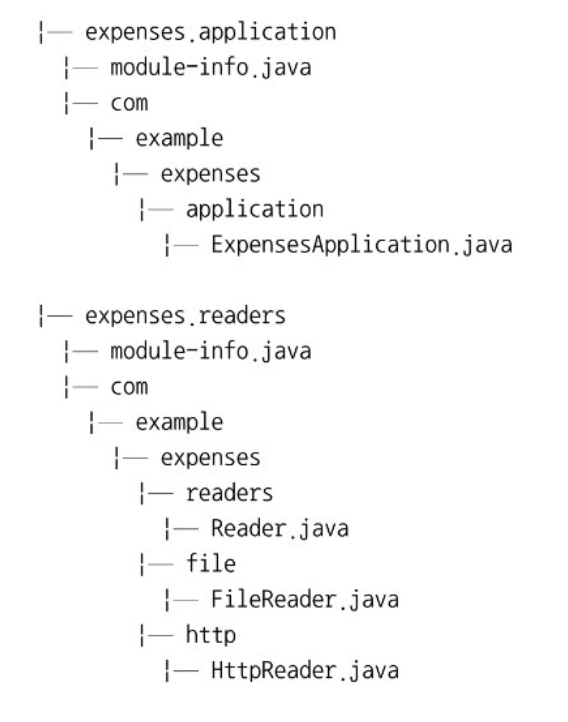 |— expenses.application
|— module-info.java
|— com
|— example
|— expenses
|— application
|— ExpensesApplication.java
|— expenses.readers
|— module-info.java
|— com
|— example
|— expenses
|— readers
|— Reader.java
|— file
|— FileReader.java
|— http
|— HttpReader.java